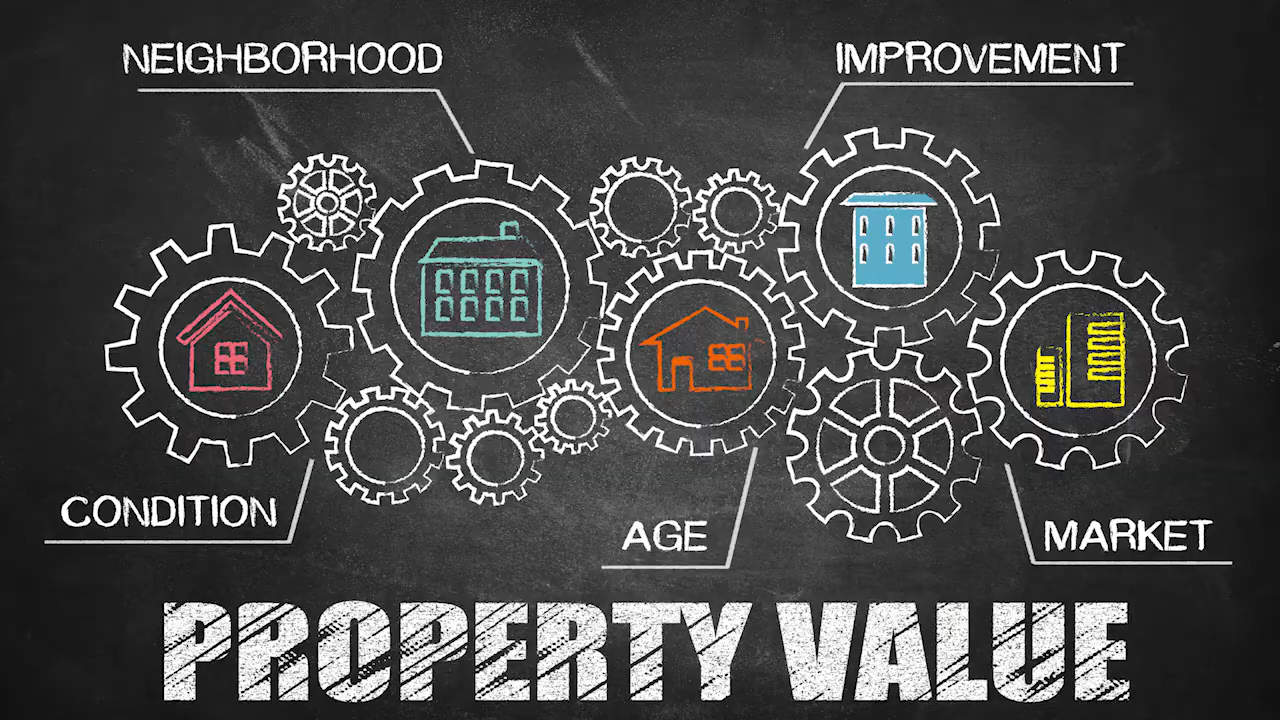 NEIGHBORHOOD
IMPROVEMENT
CONDITION
AGE
MARKET
PROPERTY VALUE